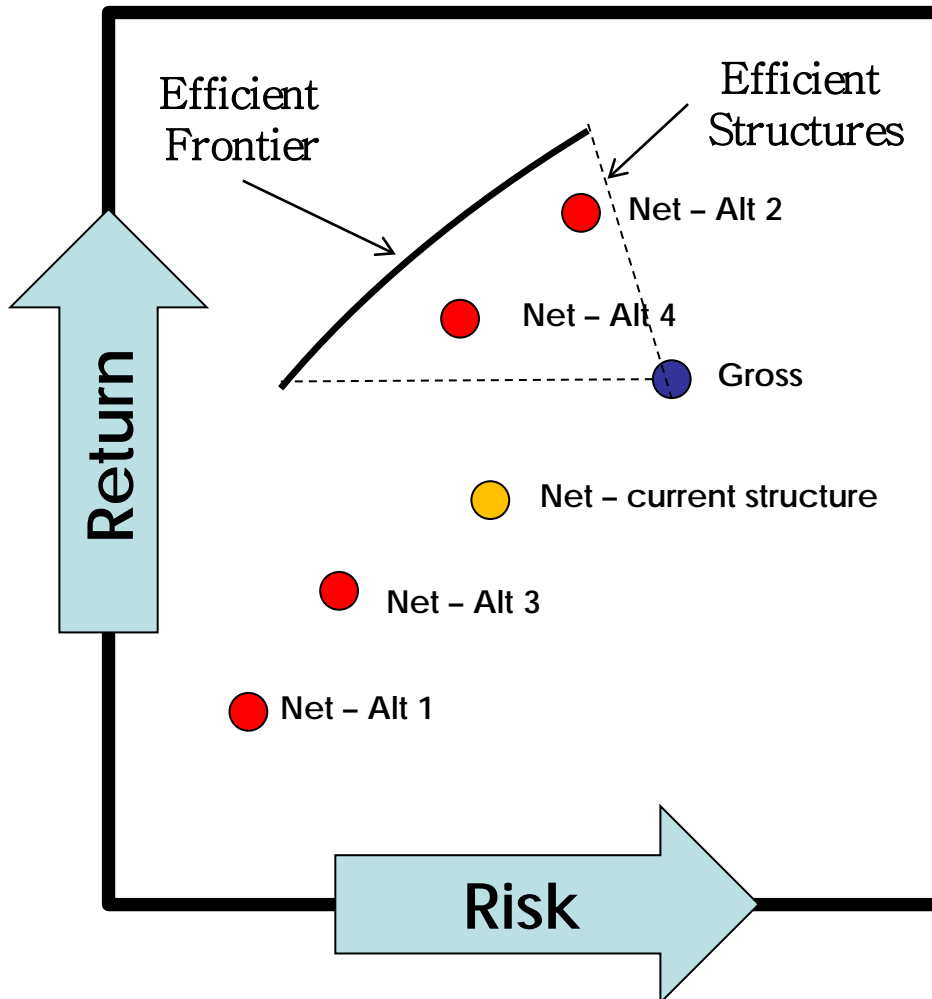 Efficient
Frontier
Efficient
Structures
Net – Alt 2
Net – Alt 4
Gross
Net – current structure
Net – Alt 3
Net – Alt 1
Return
Risk